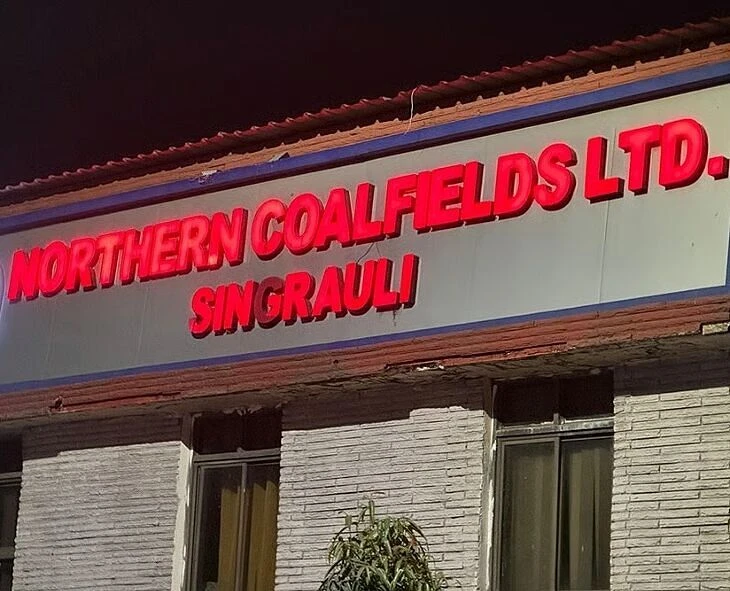 NORTHERN COALFIELDS LTD.
SINGRAULI